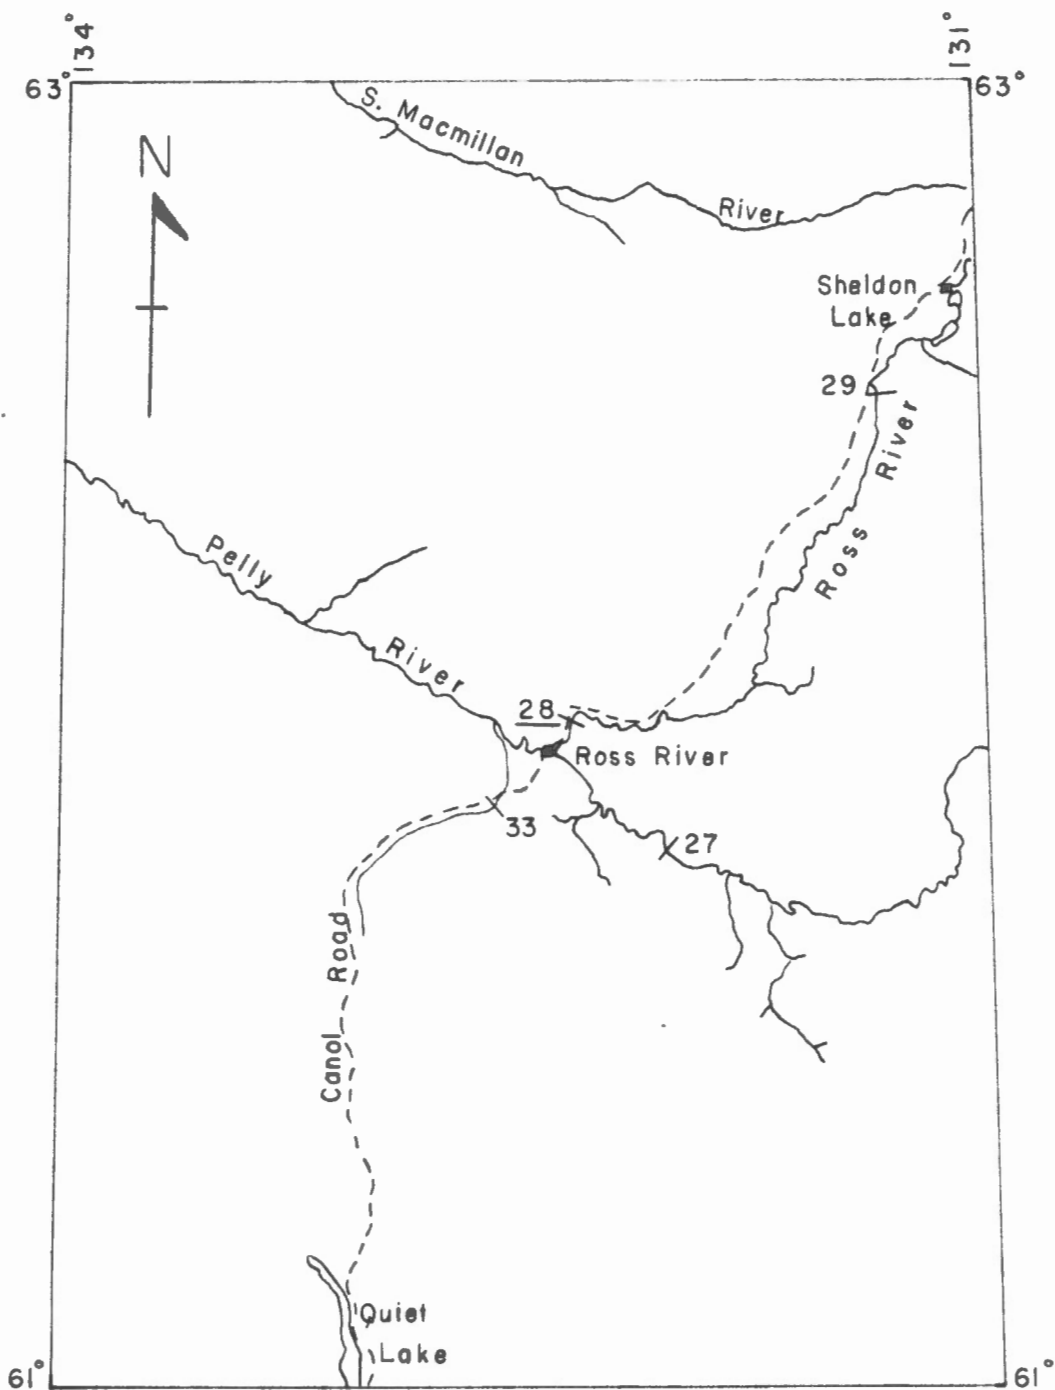 134°
131°
63°
63°
S. Macmillan
River
N
Sheldon
Lake
29
River
Ross
Pelly
River
28
Ross River
33
27
Road
Canol
Quiet
Lake
61°
61°